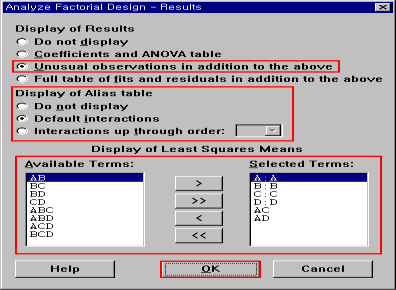 Analyze Factorial Design - Results
Display of Results
Do not display
Coefficients and ANOVA table
Unusual observations in addition to the above
Full table of fits and residuals in addition to the above
Display of Alias table
Do not display
Default interactions
Interactions up through order:
Display of Least Squares Means
Available Terms:
AB
BC
BD
CD
ABC
ABD
ACD
BCD
>
>>
<
<<
Selected Terms:
A : A
B : B
C : C
D : D
AC
AD
Help
OK
Cancel